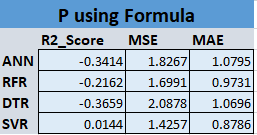 P using Formula
R2_Score MSE MAE
ANN -0.3414 1.8267 1.0795
RFR -0.2162 1.6991 0.9731
DTR -0.3659 2.0878 1.0696
SVR 0.0144 1.4257 0.8786